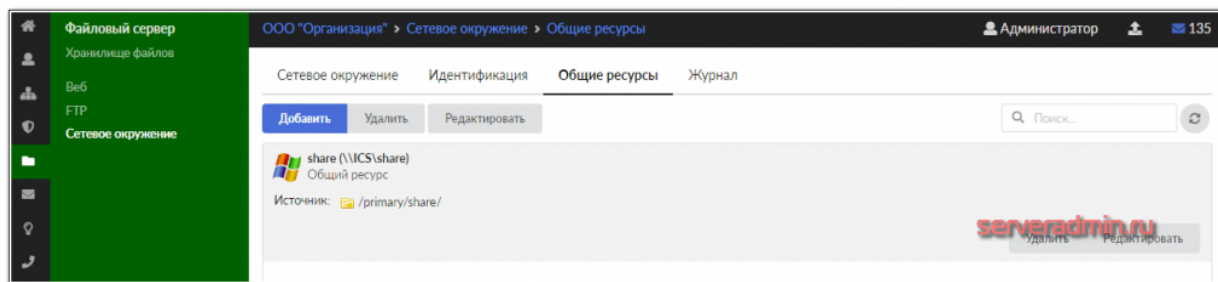 Файловый сервер
Хранилище файлов
Веб
FTP
Сетевое окружение
ООО "Организация" > Сетевое окружение > Общие ресурсы
Администратор
135
Сетевое окружение Идентификация Общие ресурсы Журнал
Добавить Удалить Редактировать
Поиск...
share (\\ICS\share)
Общий ресурс
Источник: /primary/share/
serveradmin.ru
Удалить Редактировать